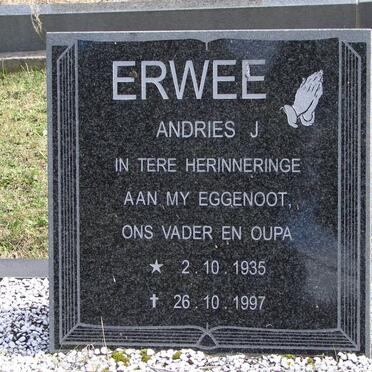 ERWEE
ANDRIES J
IN TERE HERINNERINGE
AAN MY EGGENOOT,
ONS VADER EN OUPA
★ 2.10.1935
✝ 26.10.1997